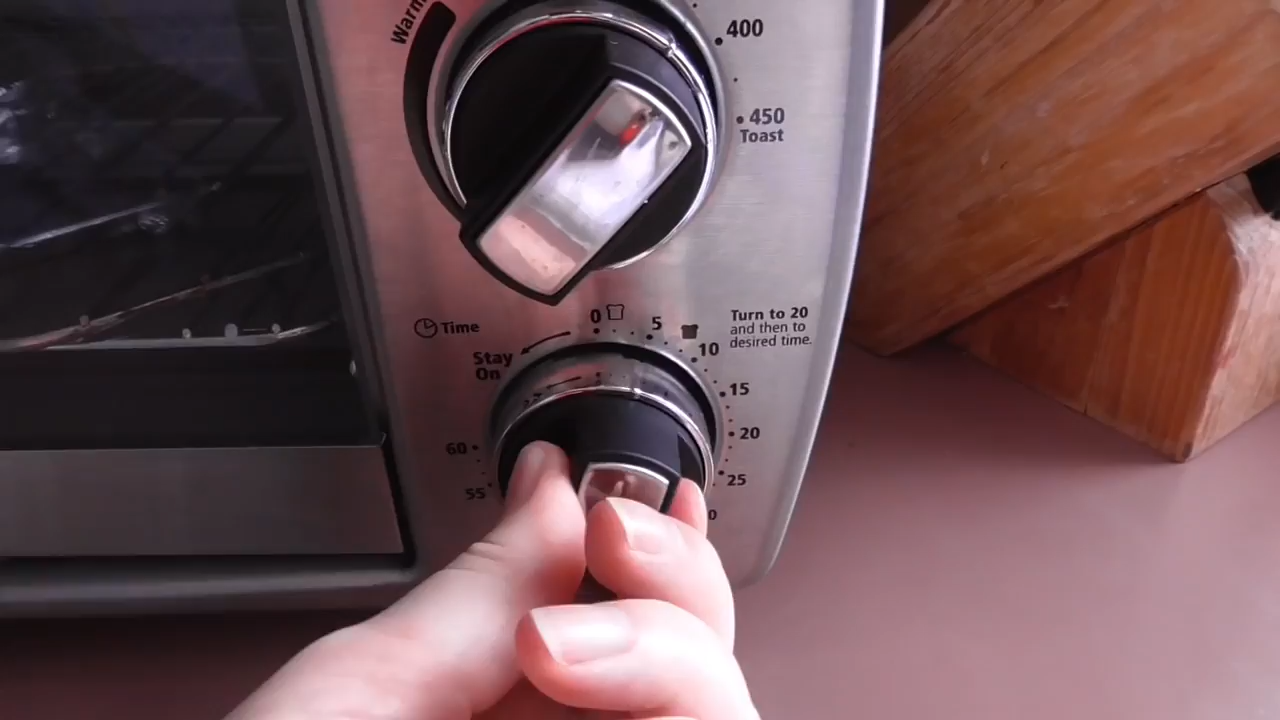 Warm
400
450
Toast
Time
0
5
10
15
20
25
55
60
Stay
On
Turn to 20
and then to
desired time.